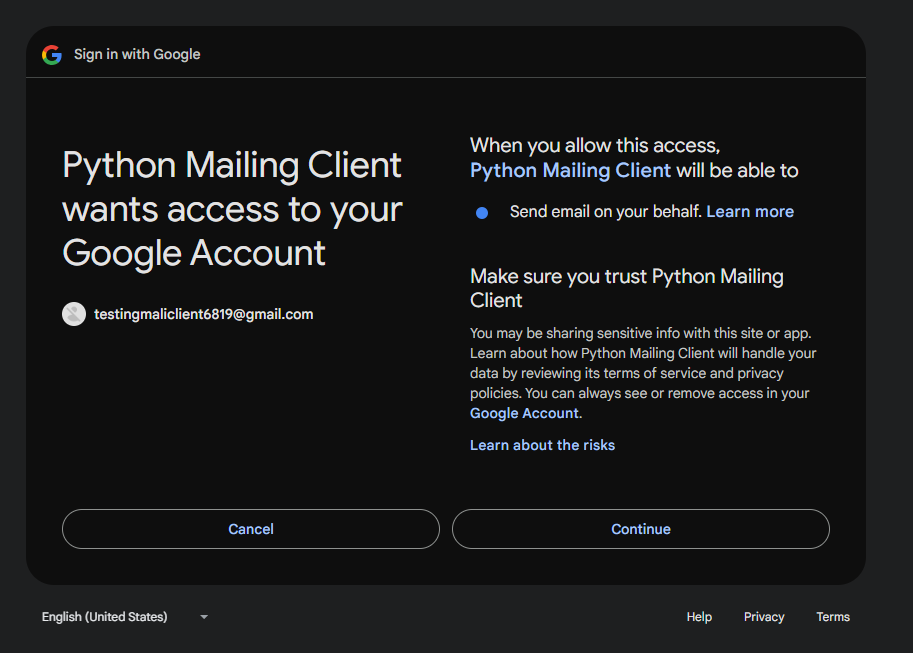 Sign in with Google
Python Mailing Client
wants access to your
Google Account
testingmaliclient6819@gmail.com
When you allow this access,
Python Mailing Client will be able to
Send email on your behalf. Learn more
Make sure you trust Python Mailing
Client
You may be sharing sensitive info with this site or app.
Learn about how Python Mailing Client will handle your
data by reviewing its terms of service and privacy
policies. You can always see or remove access in your
Google Account.
Learn about the risks
Cancel
Continue
English (United States)
Help
Privacy
Terms